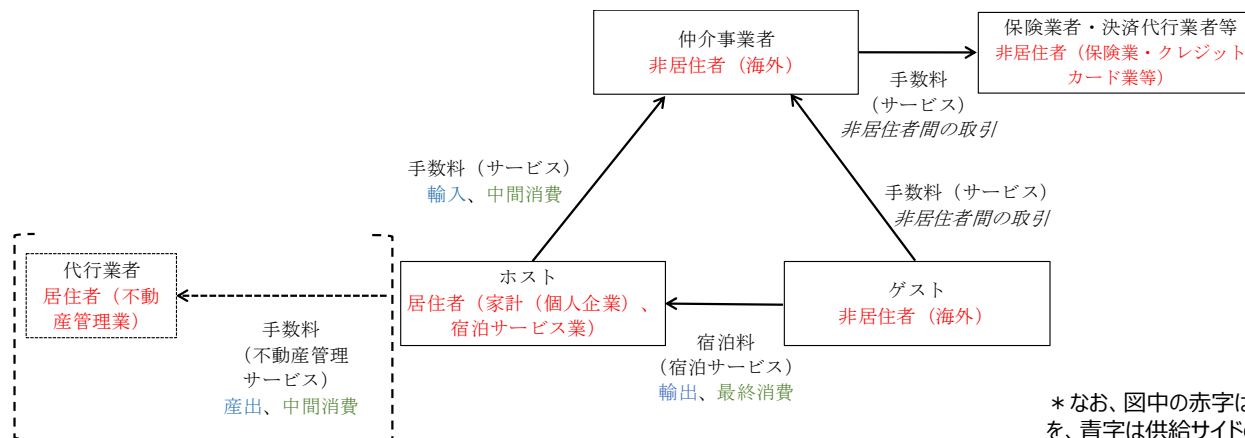 仲介事業者
非居住者（海外）
保険業者・決済代行業者等
非居住者（保険業・クレジット
カード業等）
手数料
（サービス）
非居住者間の取引
手数料（サービス）
輸入、中間消費
手数料（サービス）
非居住者間の取引
代行業者
居住者（不動
産管理業）
ホスト
居住者（家計（個人企業）、
宿泊サービス業）
ゲスト
非居住者（海外）
手数料
（不動産管理
サービス）
産出、中間消費
宿泊料
（宿泊サービス）
輸出、最終消費
＊なお、図中の赤字は
を、青字は供給サイド